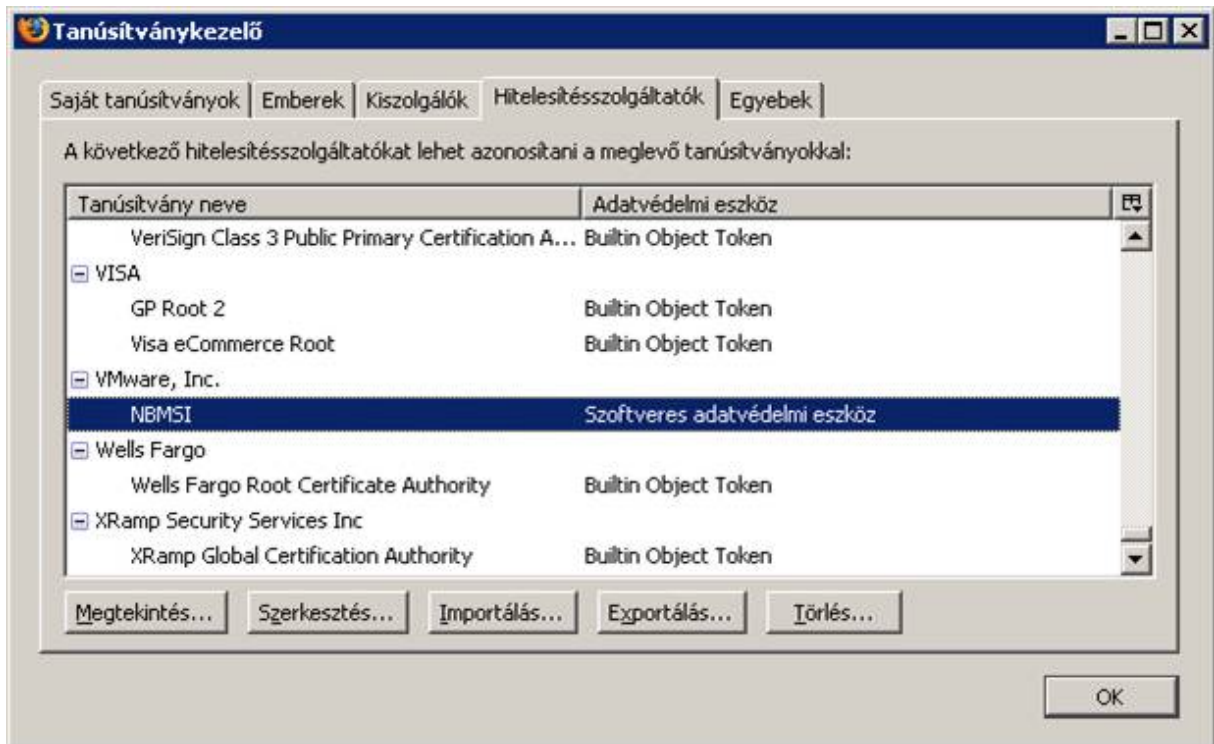 Tanúsítványkezelő
Saját tanúsítványok Emberek Kiszolgálók Hitelesítésszolgáltatók Egyebek
A következő hitelesítésszolgáltatókat lehet azonosítani a meglevő tanúsítványokkal:
Tanúsítvány neve Adatvédelmi eszköz
VeriSign Class 3 Public Primary Certification A... Builtin Object Token
VISA
GP Root 2 Builtin Object Token
Visa eCommerce Root Builtin Object Token
VMware, Inc.
NBMSI Szoftveres adatvédelmi eszköz
Wells Fargo
Wells Fargo Root Certificate Authority Builtin Object Token
XRamp Security Services Inc
XRamp Global Certification Authority Builtin Object Token
Megtekintés... Szerkesztés... Importálás... Exportálás... Törlés...
OK